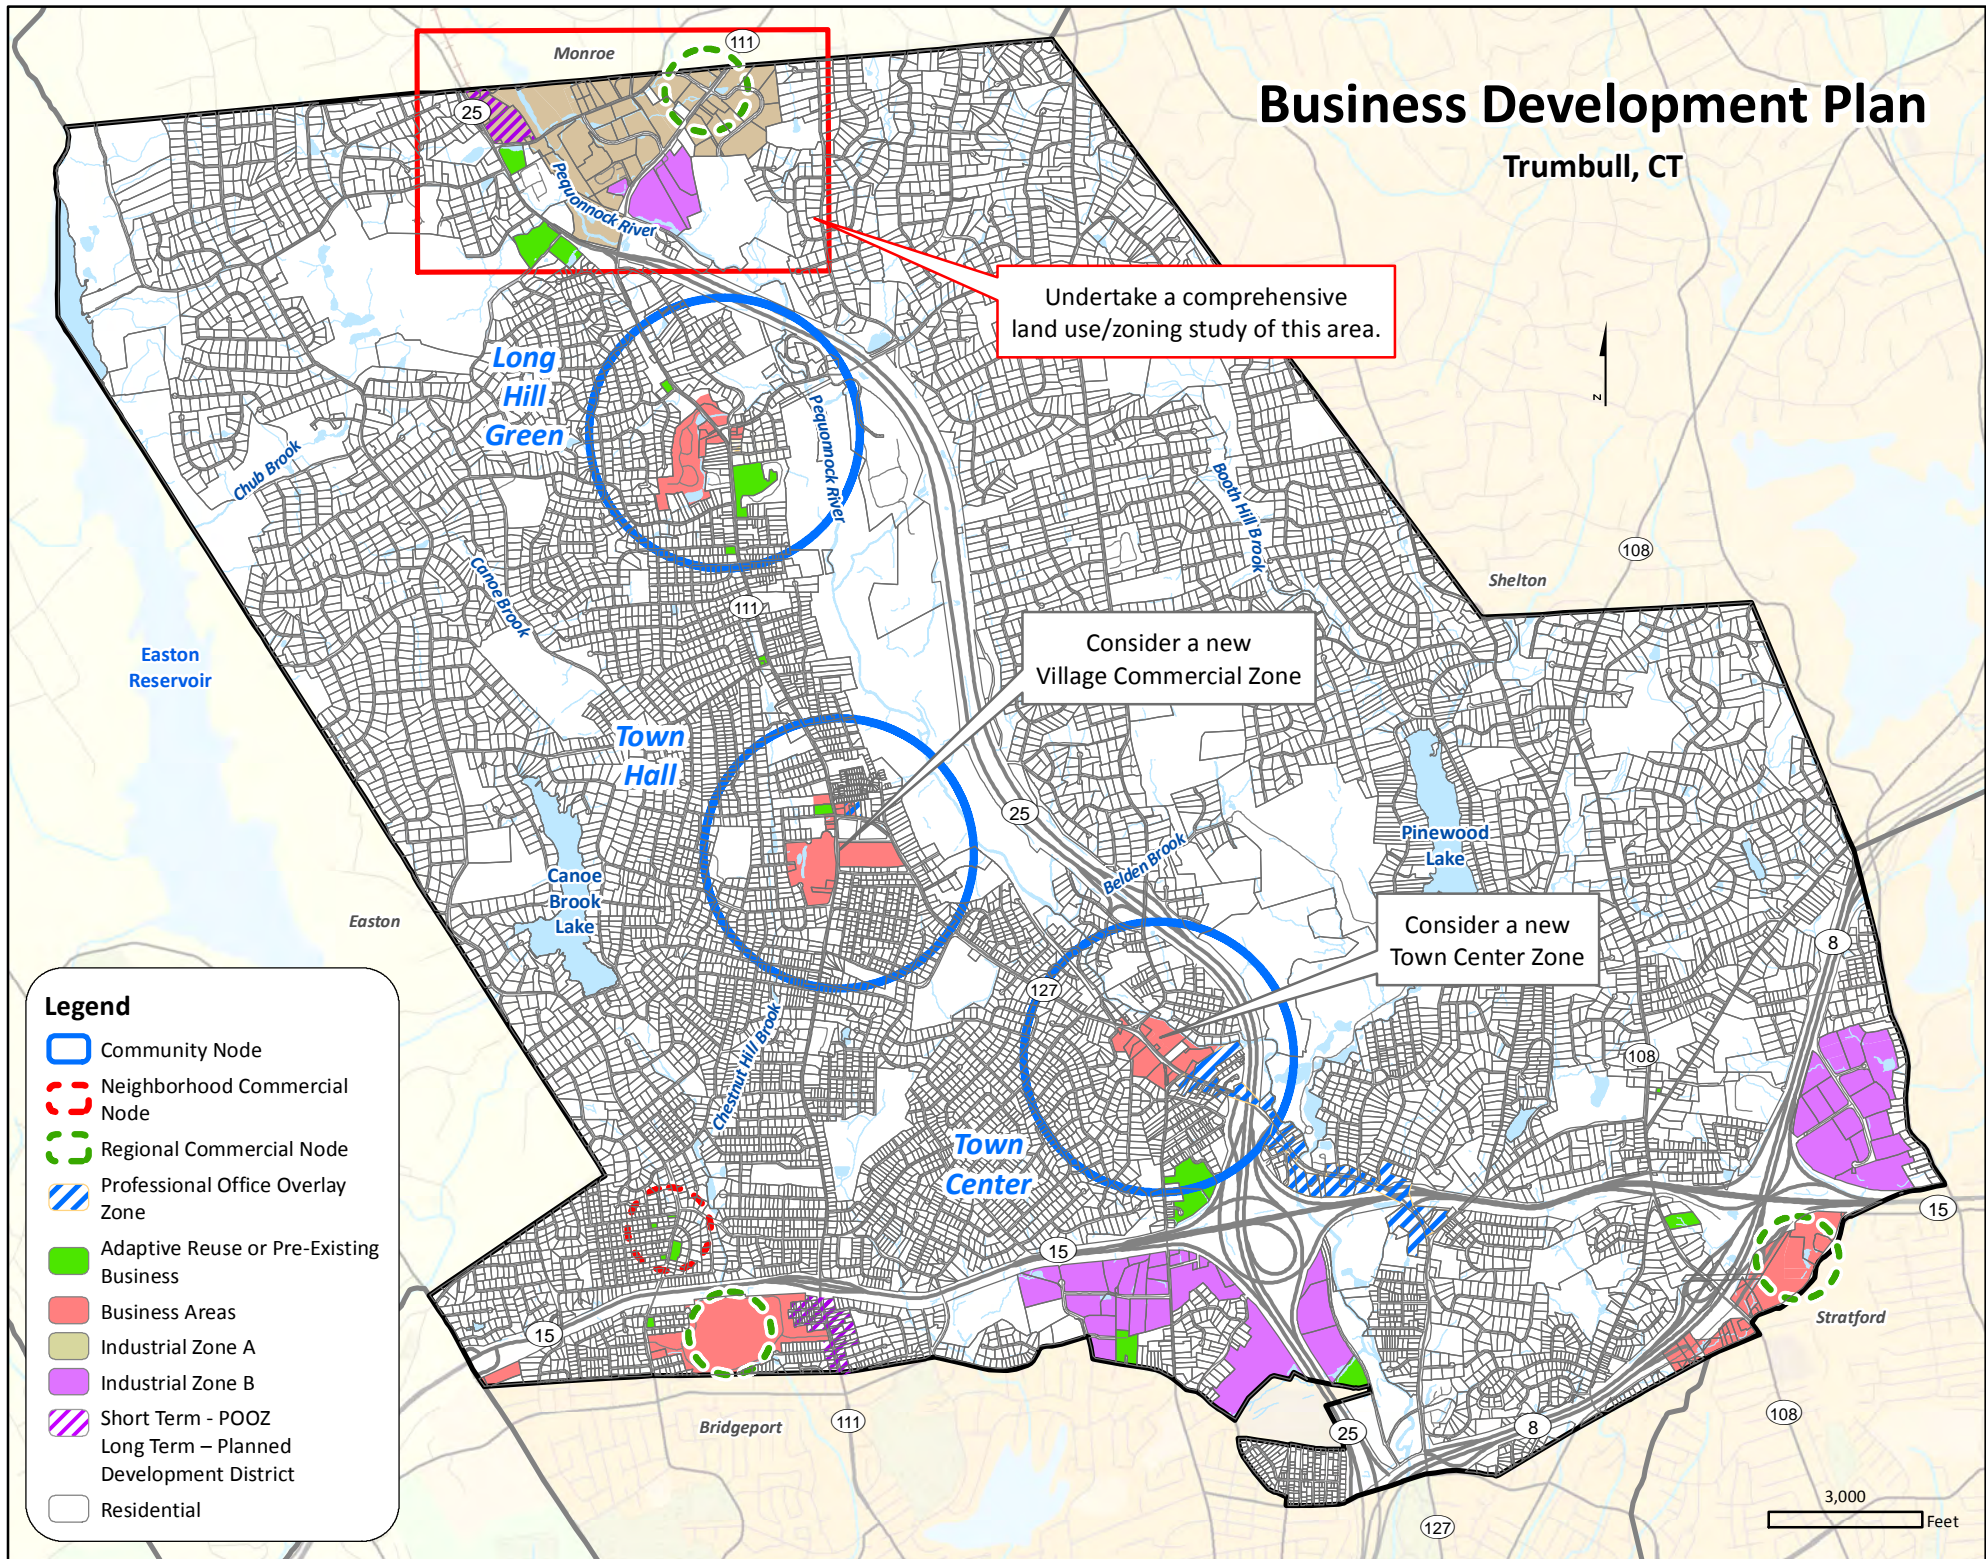 Business Development Plan
Trumbull, CT
Monroe
111
25
Pequonnock River
Undertake a comprehensive
land use/zoning study of this area.
Long
Hill
Green
Pequonnock River
Chub Brook
Booth Hill Brook
N
108
Shelton
Canoe Brook
111
Consider a new
Village Commercial Zone
Easton
Reservoir
Town
Hall
25
Pinewood
Lake
Belden Brook
Canoe
Brook
Lake
Easton
Consider a new
Town Center Zone
8
127
Chestnut Hill Brook
108
Town
Center
15
15
15
Stratford
Bridgeport
111
25
8
108
127
3,000
Feet
Legend
Community Node
Neighborhood Commercial
Node
Regional Commercial Node
Professional Office Overlay
Zone
Adaptive Reuse or Pre-Existing
Business
Business Areas
Industrial Zone A
Industrial Zone B
Short Term - POOZ
Long Term – Planned
Development District
Residential